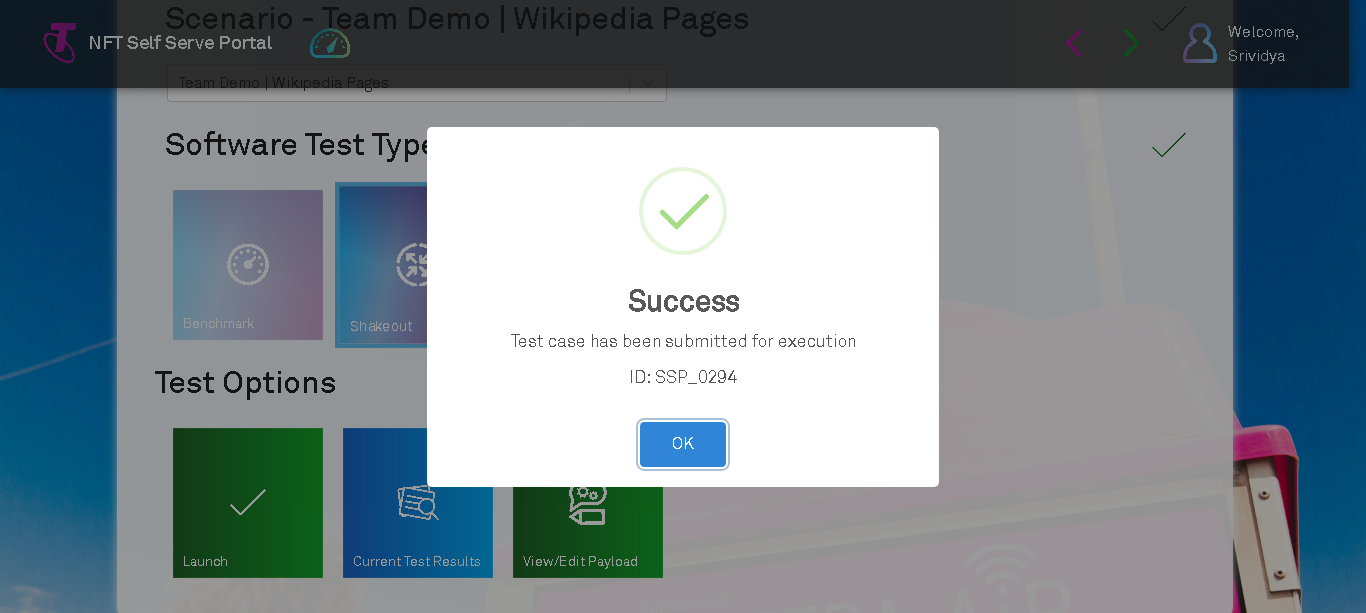 Scenario - Team Demo | Wikipedia Pages
NFT Self Serve Portal
Welcome,
Srividya
Team Demo | Wikipedia Pages
Software Test Type
Benchmark
Shakeout
Success
Test case has been submitted for execution
ID: SSP_0294
OK
Test Options
Launch
Current Test Results
View/Edit Payload